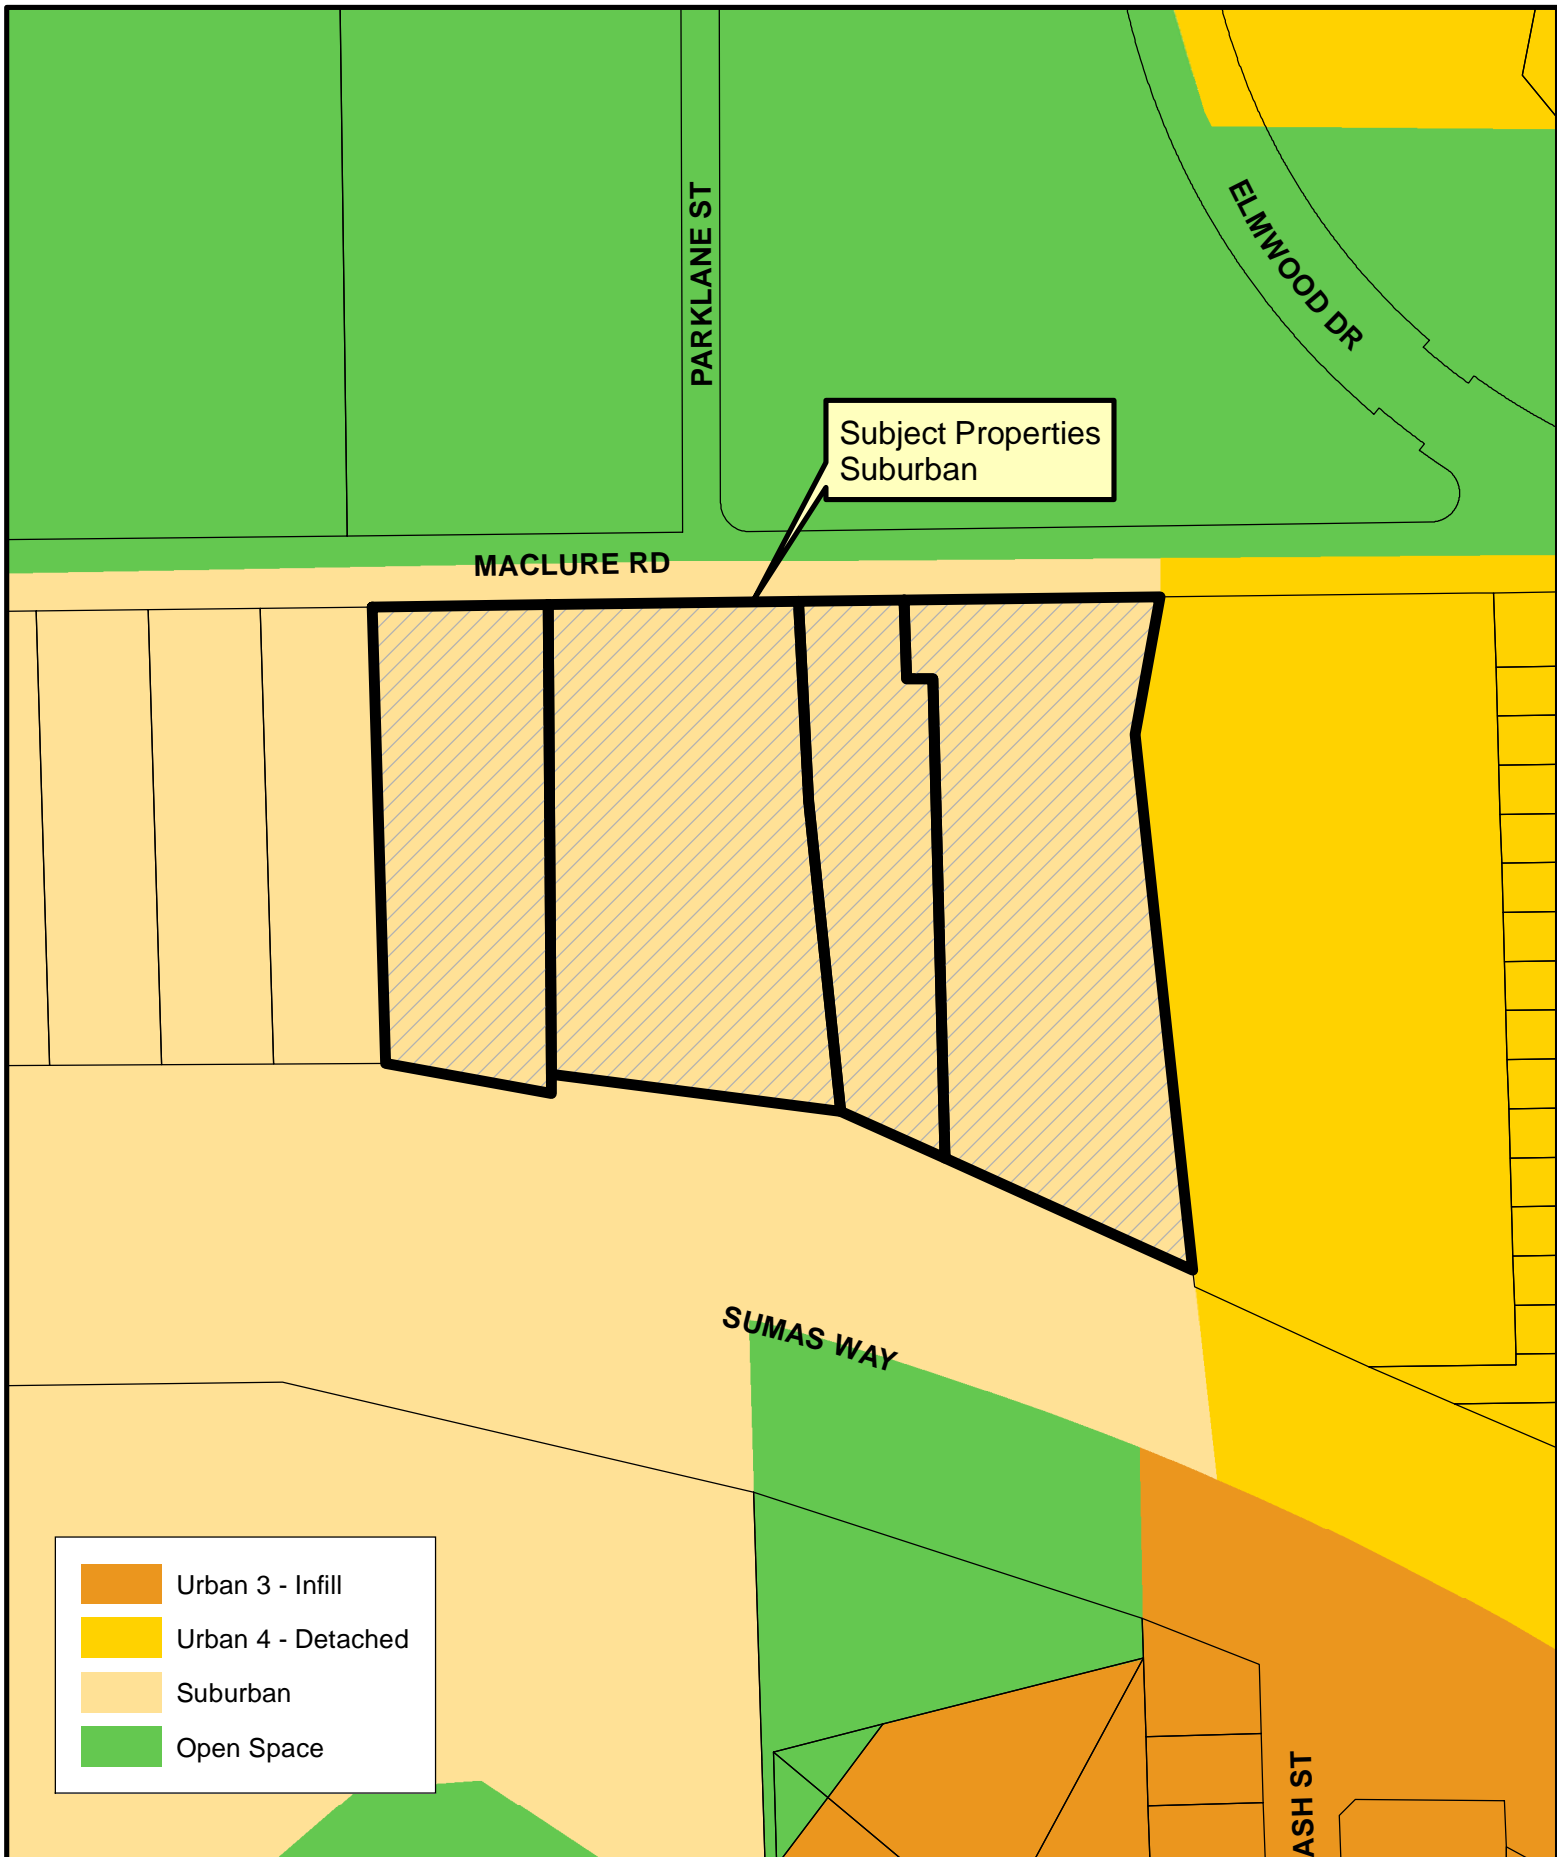 PARKLANE ST
ELMWOOD DR
Subject Properties
Suburban
MACLURE RD
SUMAS WAY
Urban 3 - Infill
Urban 4 - Detached
Suburban
Open Space
ASH ST